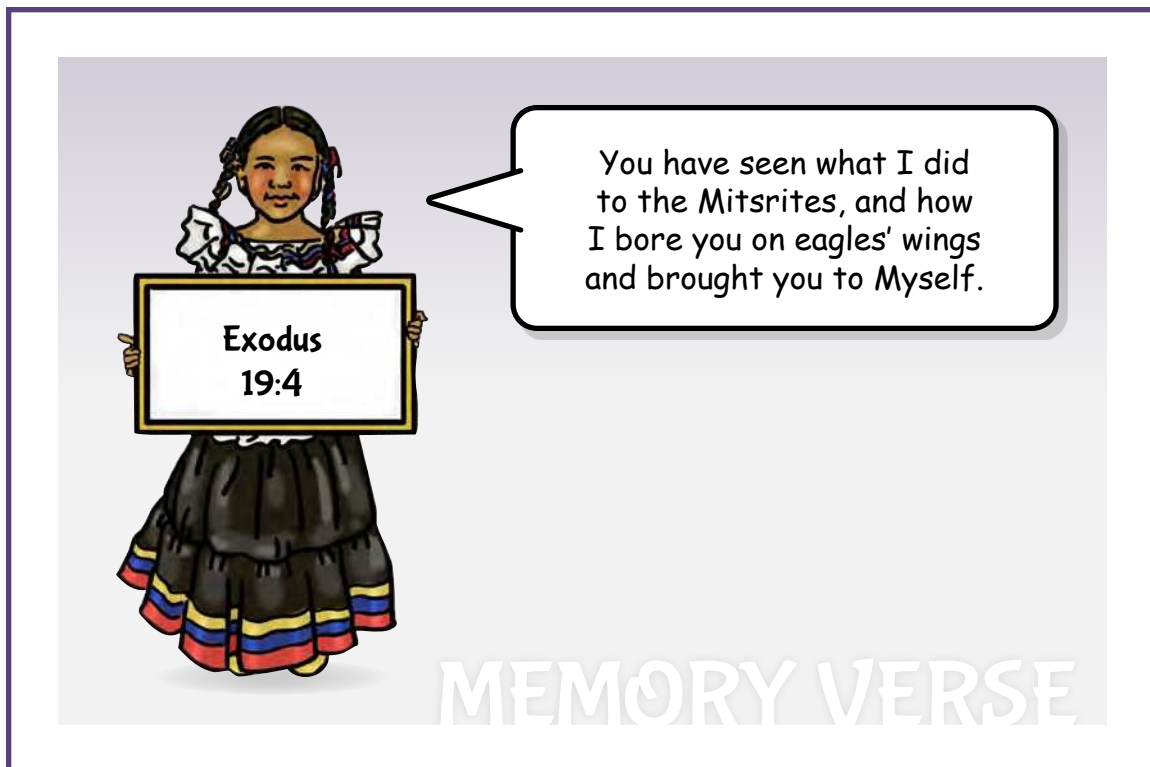 You have seen what I did
to the Mitsrites, and how
I bore you on eagles’ wings
and brought you to Myself.
Exodus
19:4
MEMORY VERSE